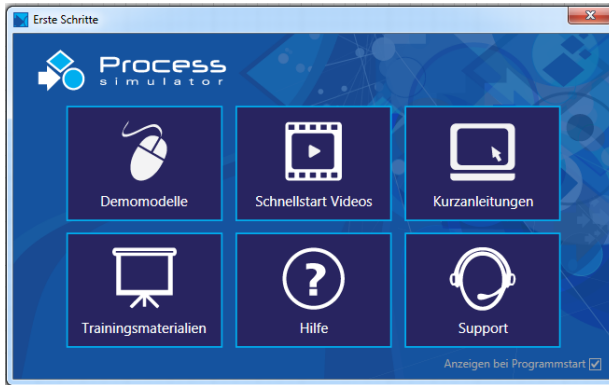 Erste Schritte
Process
simulator
Demomodelle
Schnellstart Videos
Kurzanleitungen
Trainingsmaterialien
Hilfe
Support
Anzeigen bei Programmstart